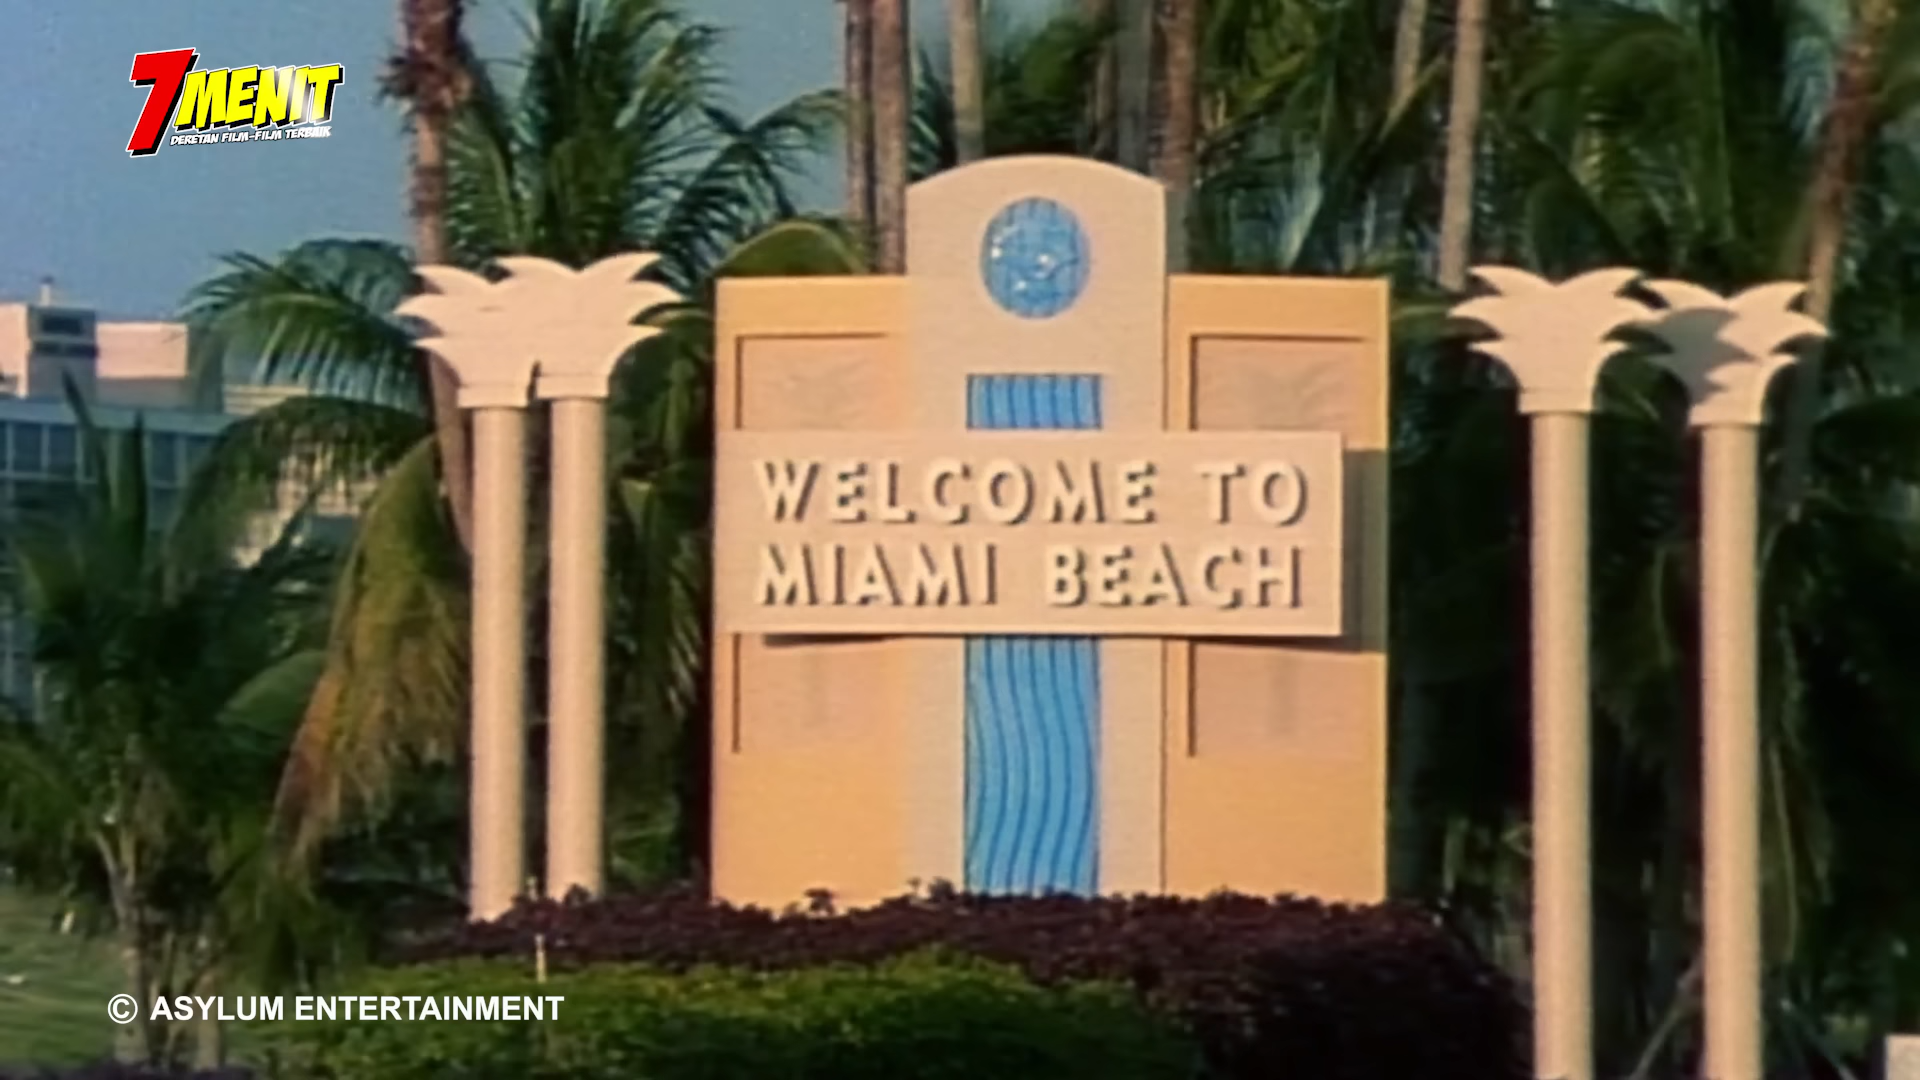 7MENIT
DERETAN FILM-FILM TERBAIK
WELCOME TO
MIAMI BEACH
© ASYLUM ENTERTAINMENT